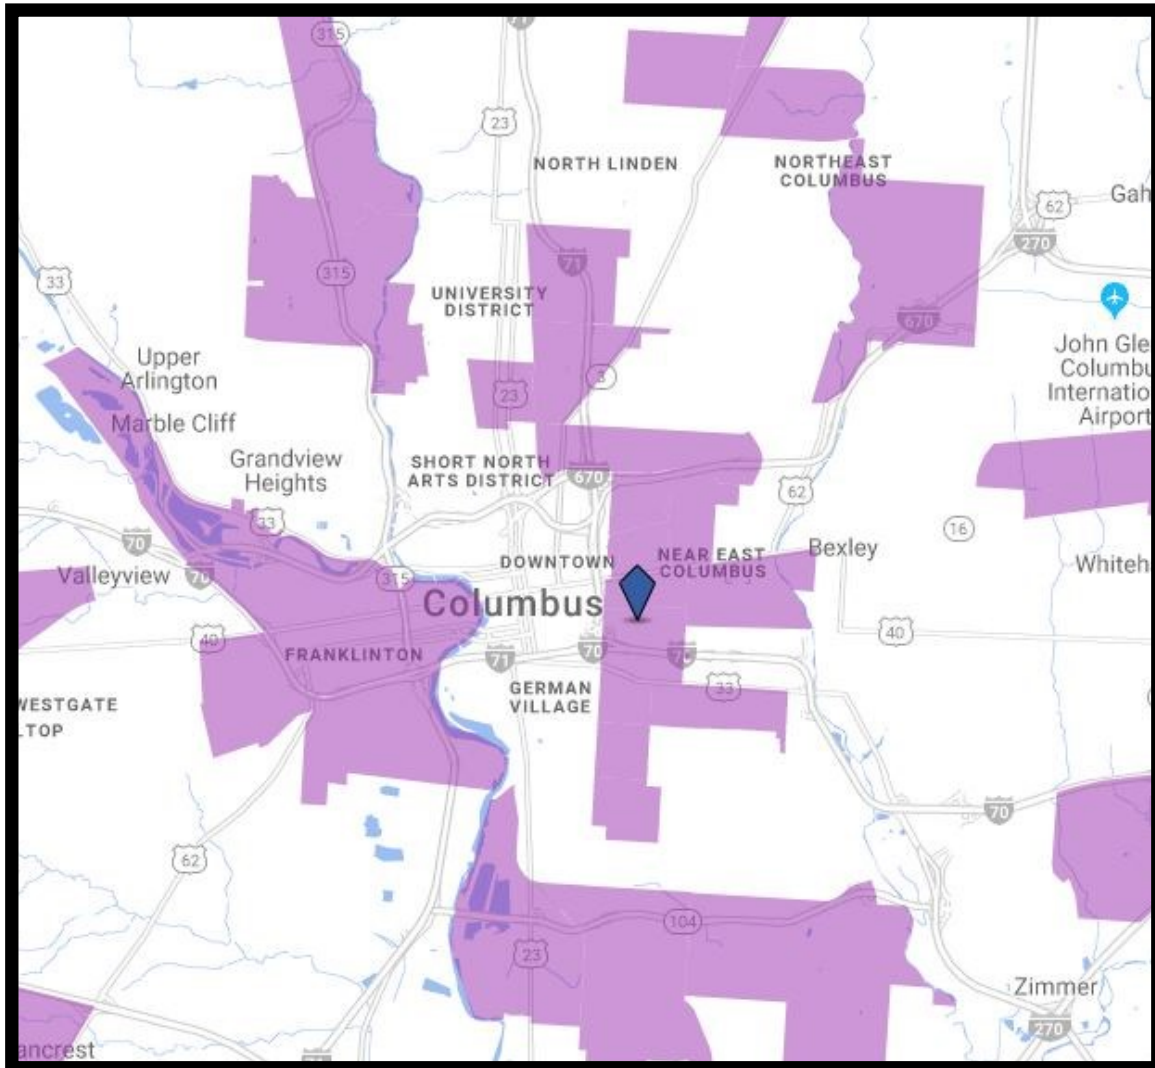 315
71
23
NORTH LINDEN
NORTHEAST
COLUMBUS
Gah
62
270
71
315
33
UNIVERSITY
DISTRICT
670
John Gle
Columbu
Internatio
Airport
Upper
Arlington
3
23
Marble Cliff
Grandview
Heights
SHORT NORTH
ARTS DISTRICT
670
62
33
16
70
DOWNTOWN
NEAR EAST
COLUMBUS
Bexley
Whiteh
Valleyview
70
315
Columbus
40
40
FRANKLINTON
71
70
70
33
GERMAN
VILLAGE
WESTGATE
LTOP
70
62
104
23
Zimmer
270
ancrest
71